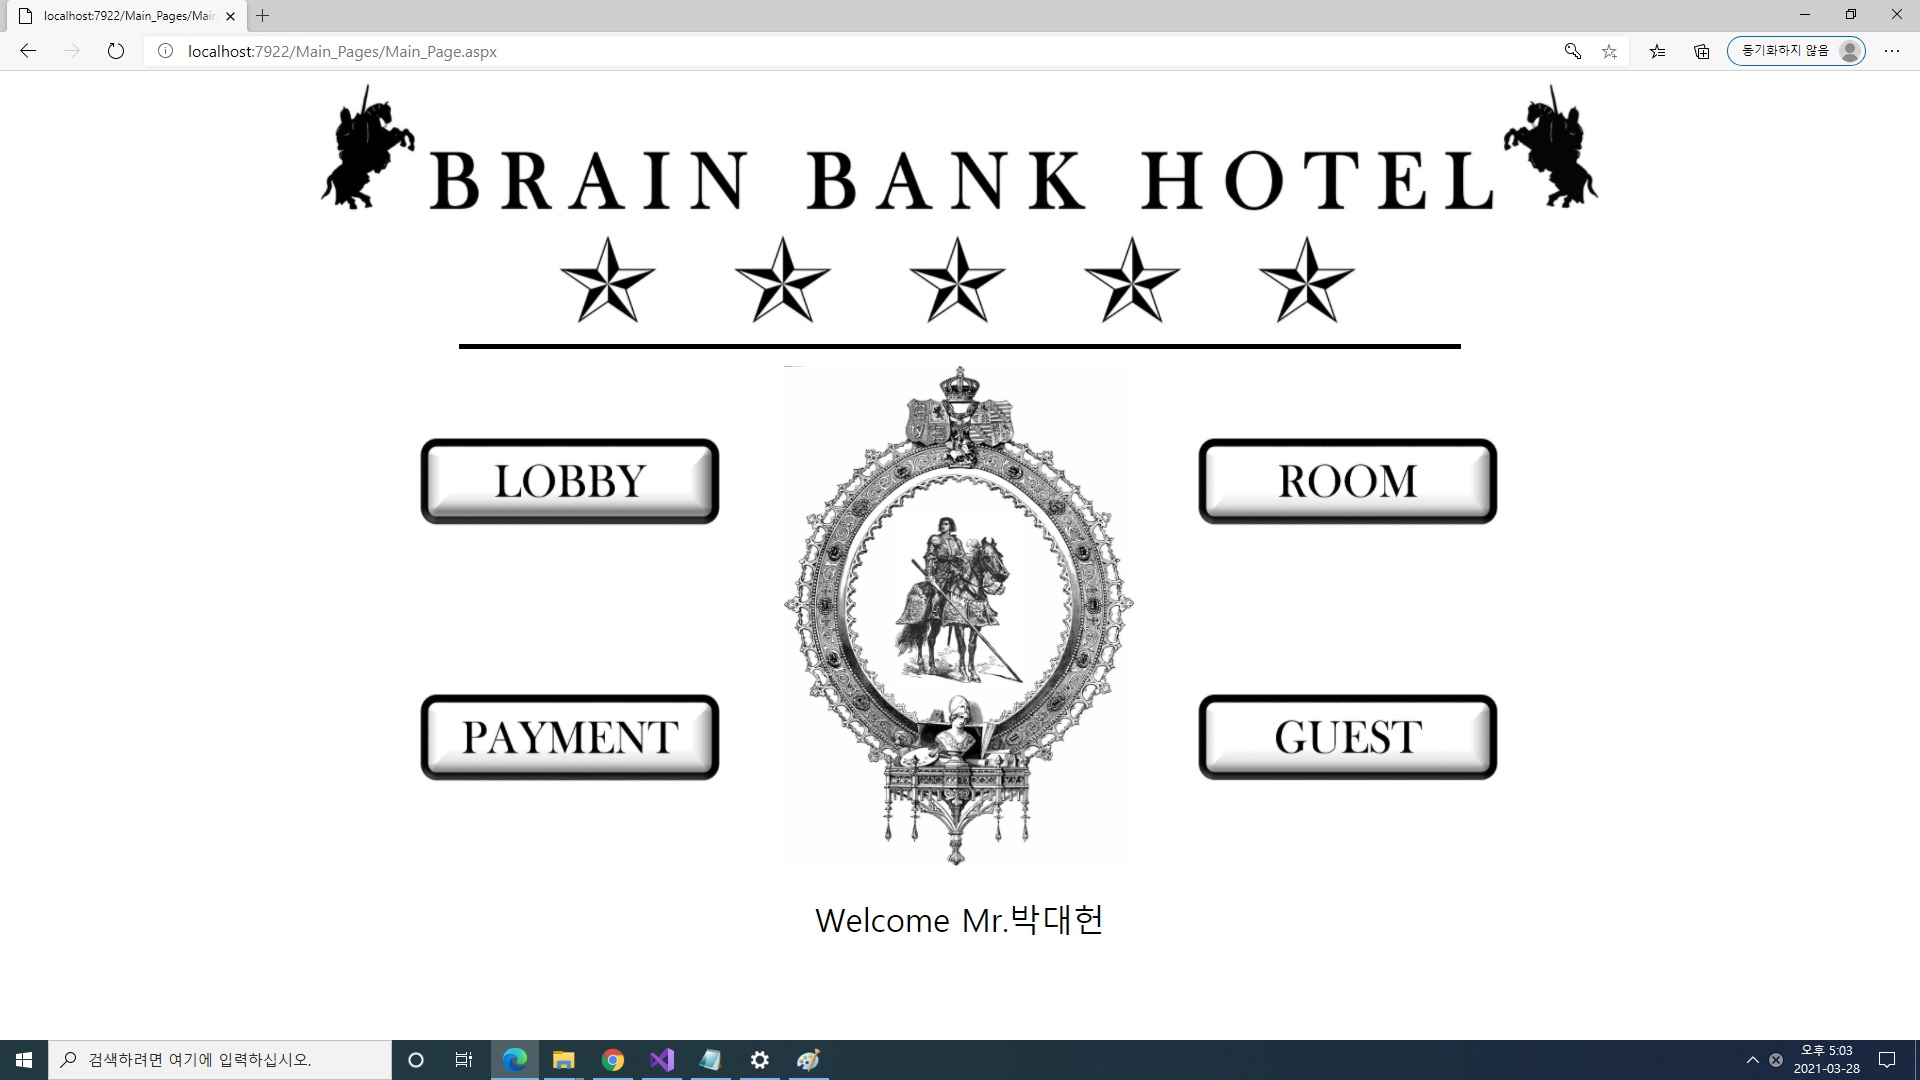 localhost:7922/Main_Pages/Main
localhost:7922/Main_Pages/Main_Page.aspx
동기화하지 않음
BRAIN BANK HOTEL
LOBBY
ROOM
PAYMENT
GUEST
Welcome Mr.박대헌
검색하려면 여기에 입력하십시오.
오후 5:03
2021-03-28